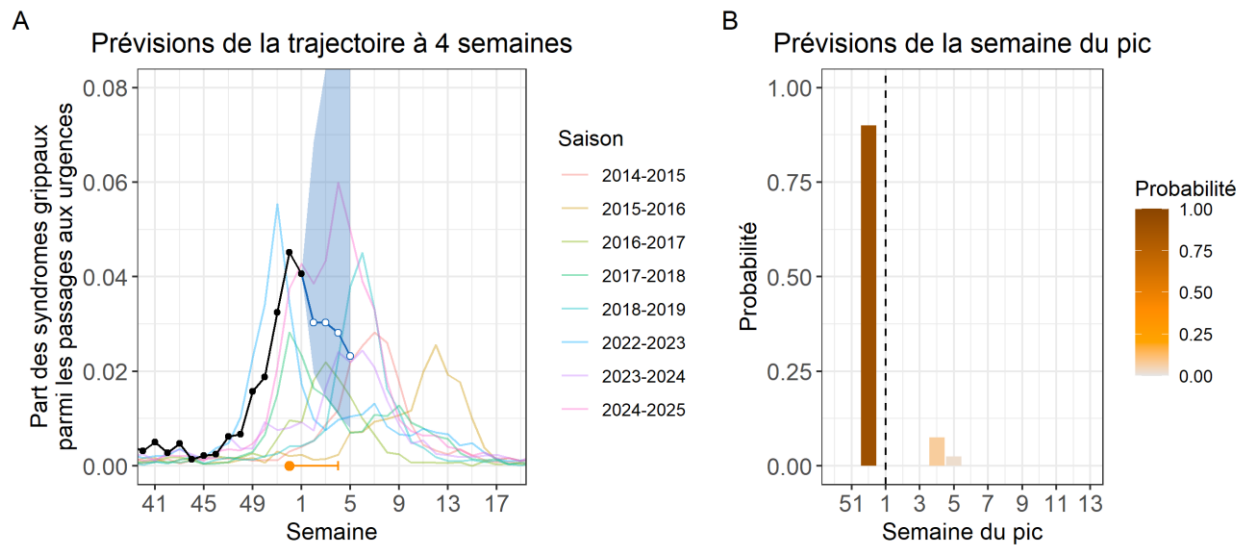 A
Prévisions de la trajectoire à 4 semaines
Part des syndromes grippaux
parmi les passages aux urgences
0.08
0.06
0.04
0.02
0.00
41 45 49 1 5 9 13 17
Semaine
Saison
2014-2015
2015-2016
2016-2017
2017-2018
2018-2019
2022-2023
2023-2024
2024-2025
B
Prévisions de la semaine du pic
Probabilité
1.00
0.75
0.50
0.25
0.00
51 1 3 5 7 9 11 13
Semaine du pic
Probabilité
1.00
0.75
0.50
0.25
0.00